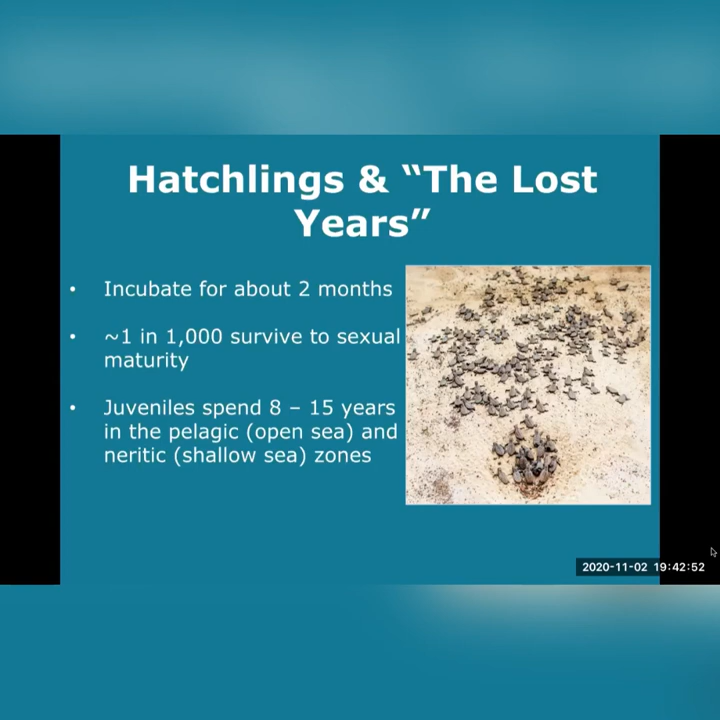 Hatchlings & “The Lost
Years”
• Incubate for about 2 months
• ~1 in 1,000 survive to sexual
maturity
• Juveniles spend 8 – 15 years
in the pelagic (open sea) and
neritic (shallow sea) zones
2020-11-02 19:42:52